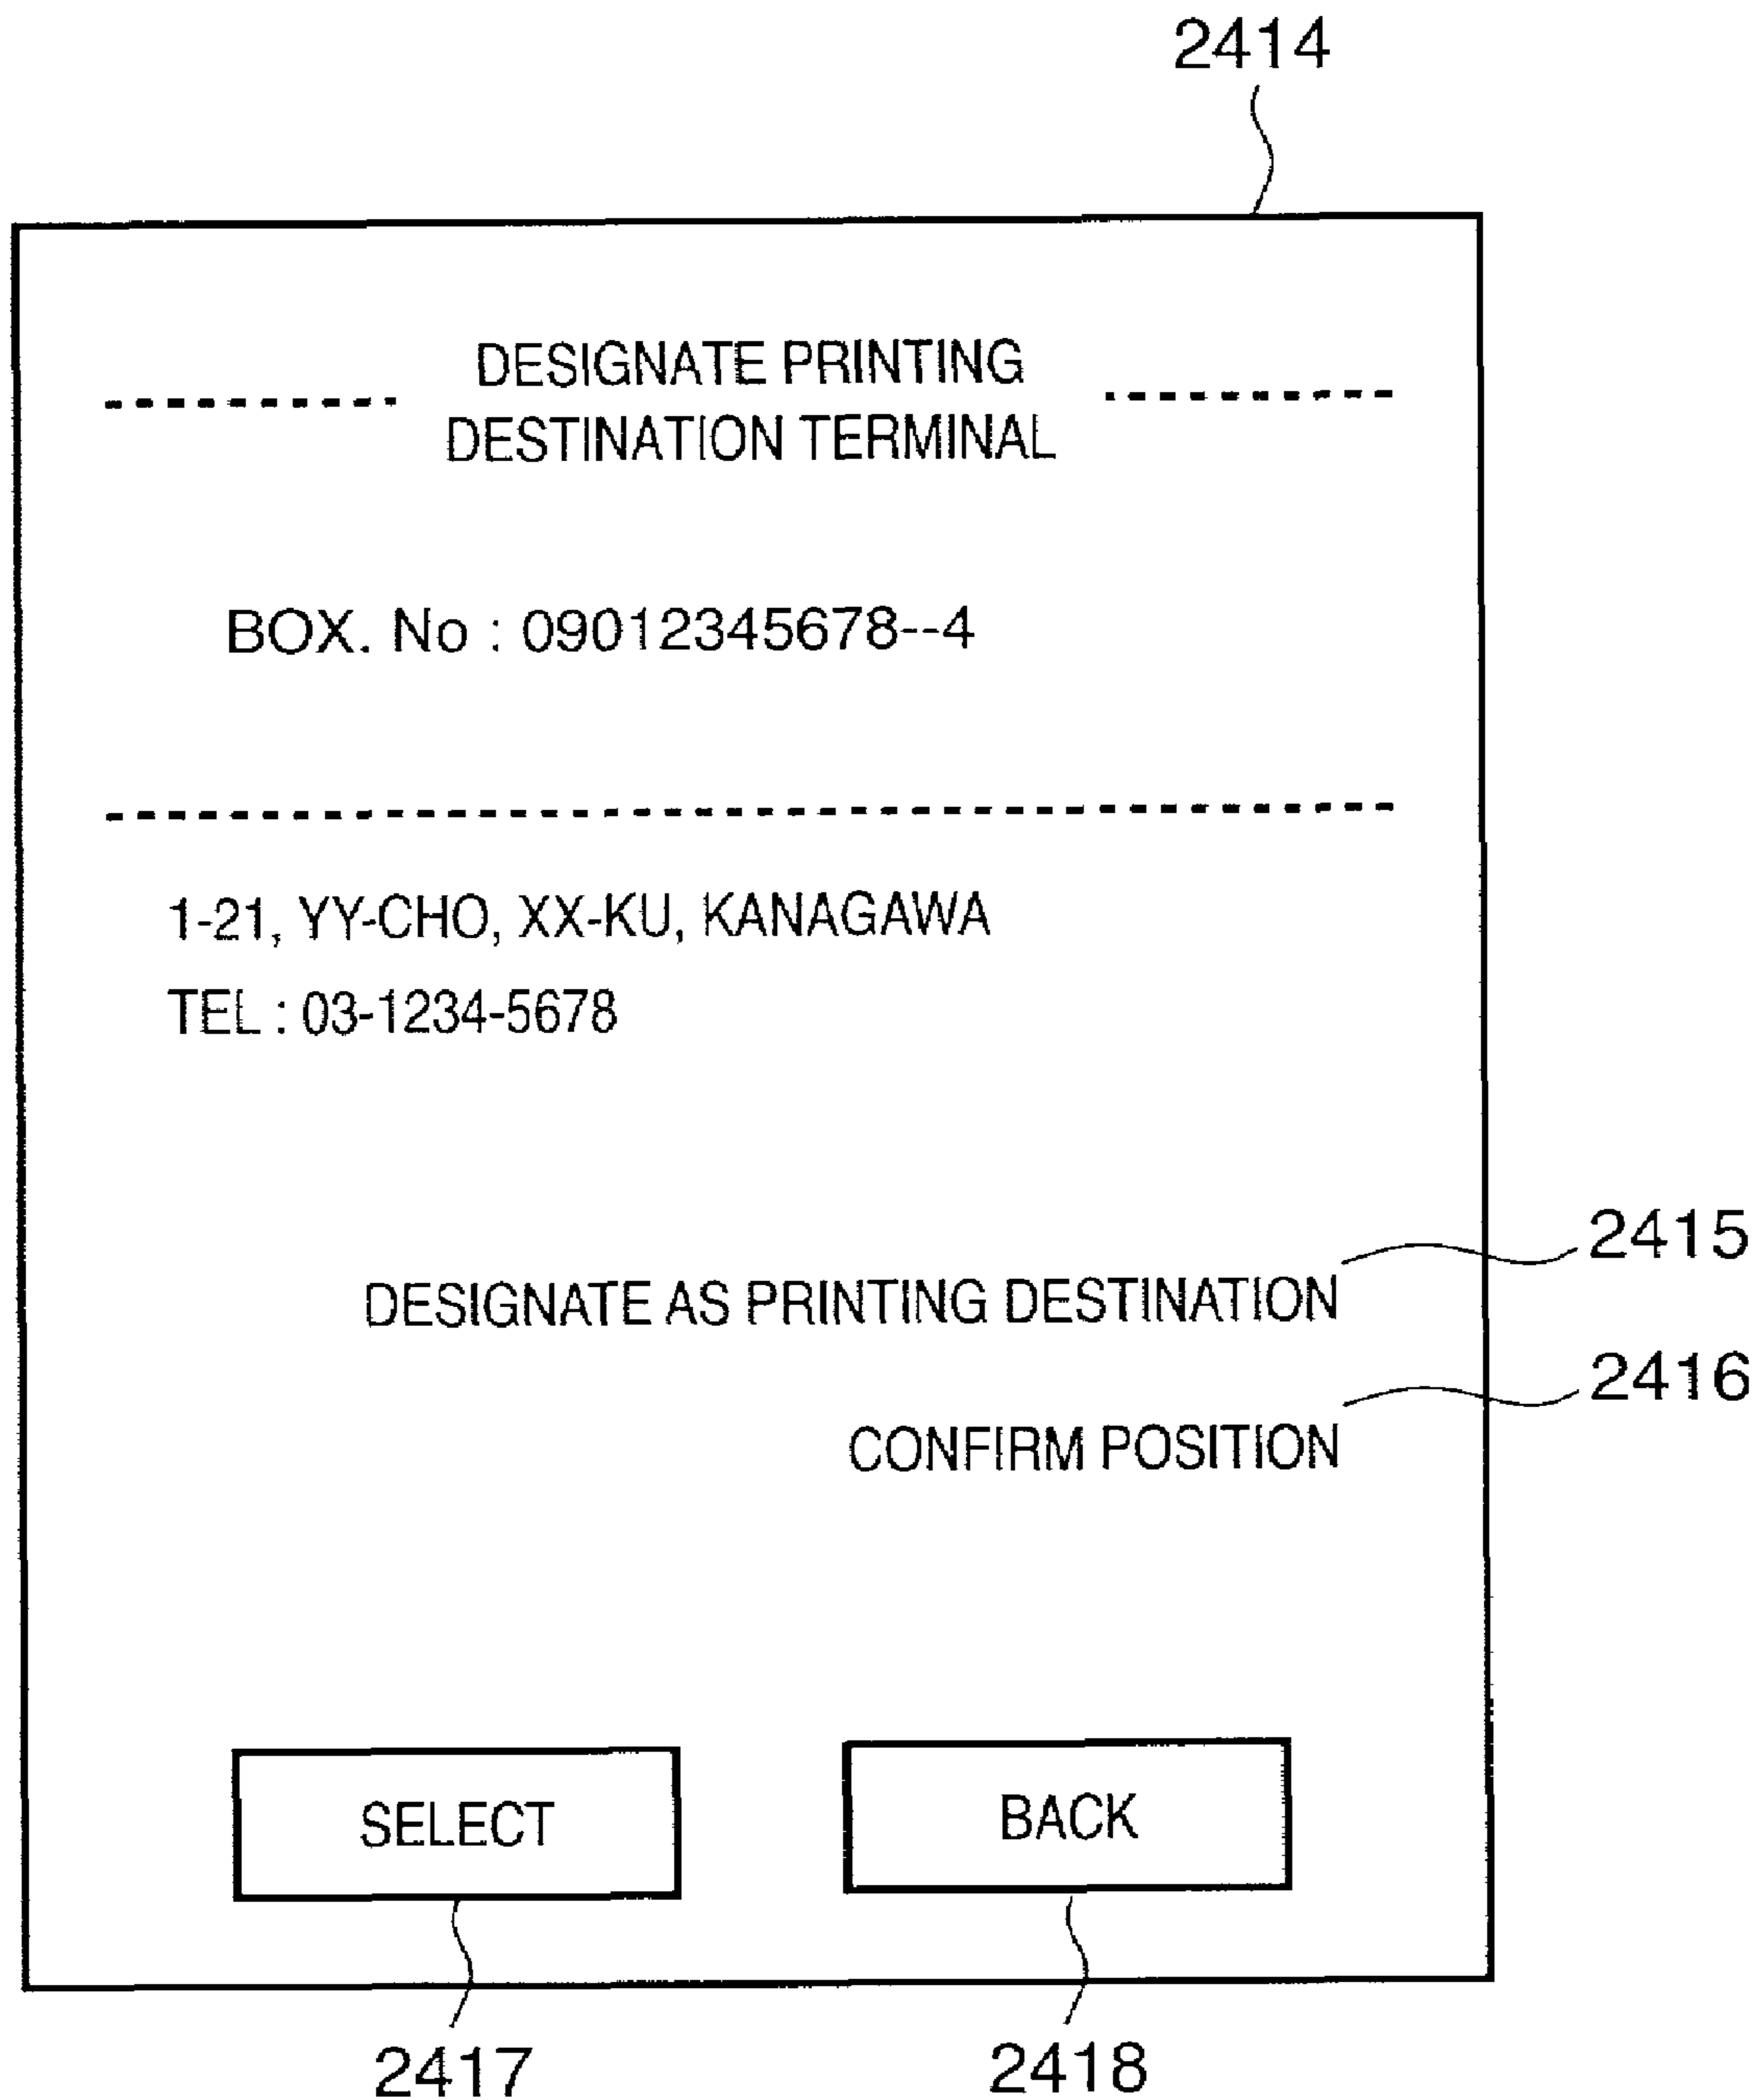 2414
DESIGNATE PRINTING
DESTINATION TERMINAL
BOX. No : 09012345678--4
1-21, YY-CHO, XX-KU, KANAGAWA
TEL : 03-1234-5678
2415
DESIGNATE AS PRINTING DESTINATION
2416
CONFIRM POSITION
SELECT BACK
2417 2418